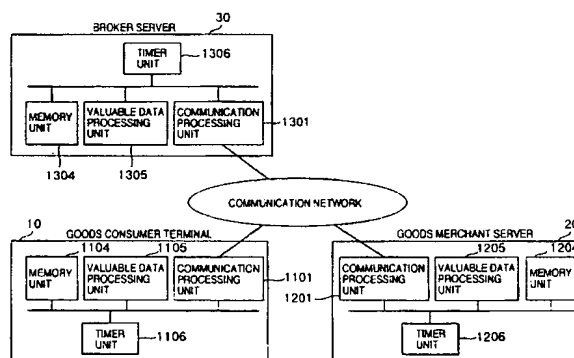 BROKER SERVER
30
TIMER
UNIT
1306
MEMORY
UNIT
VALUABLE DATA
PROCESSING
UNIT
COMMUNICATION
PROCESSING
UNIT
1301
1304
1305
COMMUNICATION NETWORK
10
GOODS CONSUMER TERMINAL
1104
1105
MEMORY
UNIT
VALUABLE DATA
PROCESSING
UNIT
COMMUNICATION
PROCESSING
UNIT
1101
TIMER
UNIT
1106
GOODS MERCHANT SERVER
20
1205
1204
COMMUNICATION
PROCESSING
UNIT
VALUABLE DATA
PROCESSING
UNIT
MEMORY
UNIT
1201
TIMER
UNIT
1206